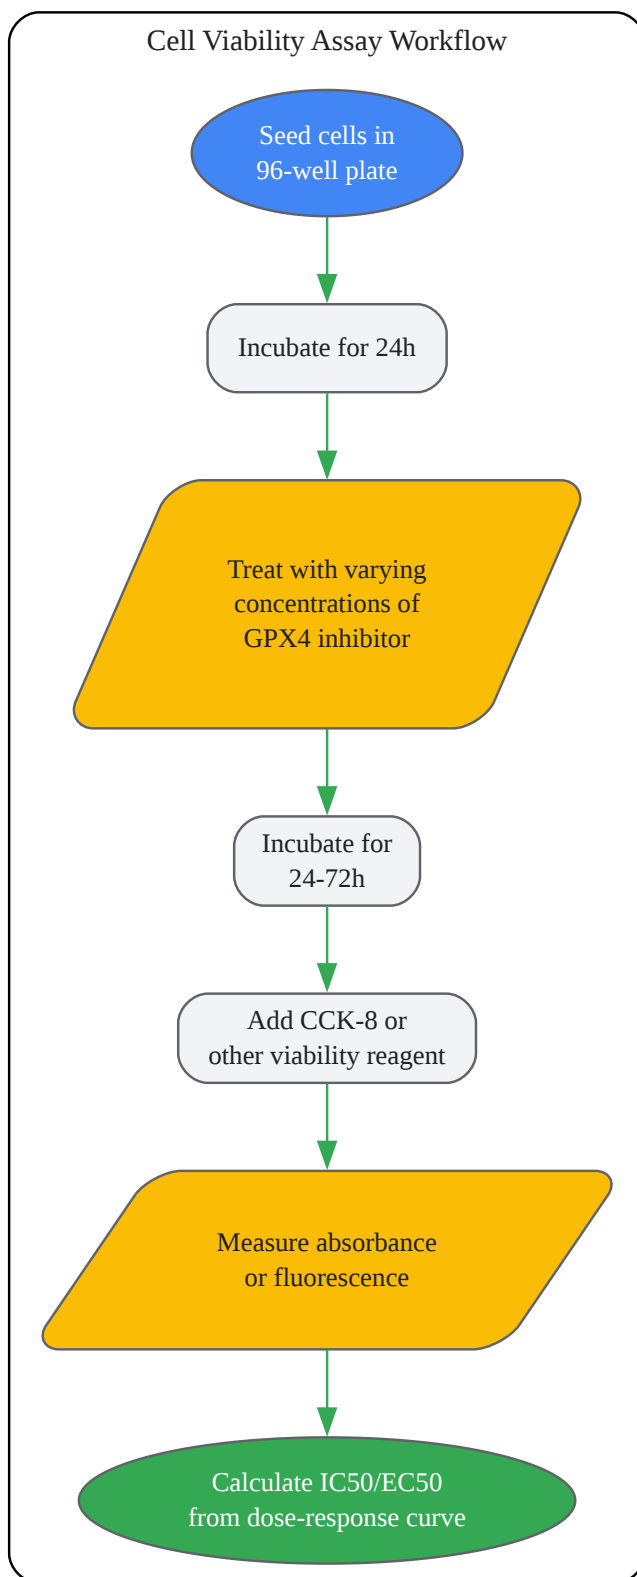 Cell Viability Assay Workflow
Seed cells in
96-well plate
Incubate for 24h
Treat with varying
concentrations of
GPX4 inhibitor
Incubate for
24-72h
Add CCK-8 or
other viability reagent
Measure absorbance
or fluorescence
Calculate IC50/EC50
from dose-response curve